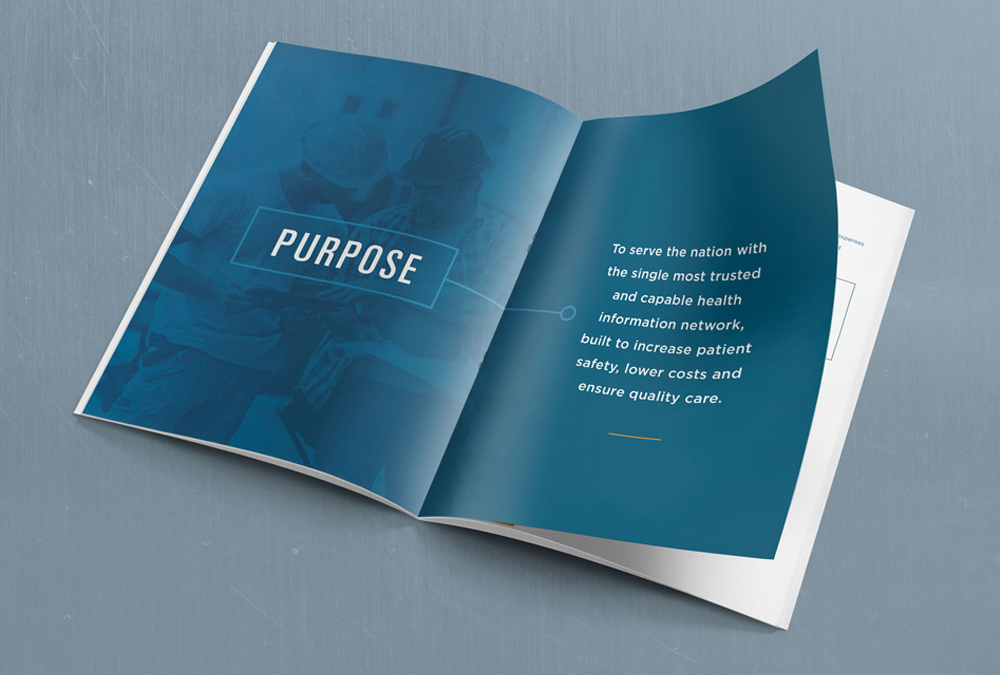 PURPOSE
To serve the nation with
the single most trusted
and capable health
information network,
built to increase patient
safety, lower costs and
ensure quality care.
expenses